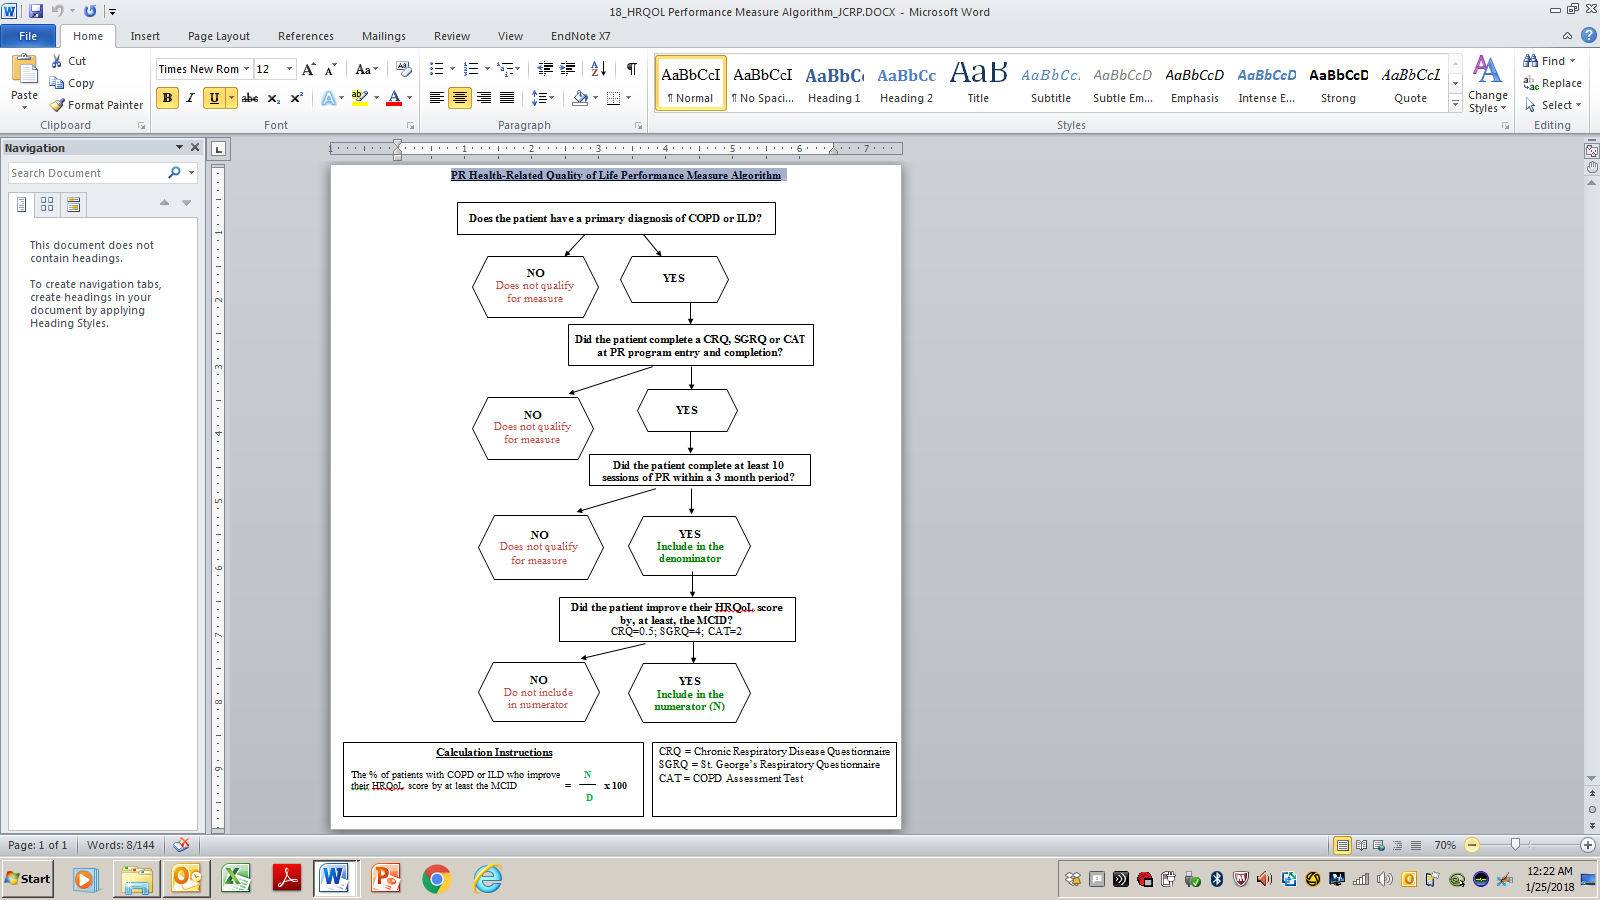 18_HRQOL Performance Measure Algorithm_JCRP.DOCX - Microsoft Word
File Home Insert Page Layout References Mailings Review View EndNote X7
Paste
Cut
Copy
Format Painter
Clipboard
Times New Rom 12
B I U abc x₂ x²
Font
Paragraph
AaBbCcI
¶ Normal
AaBbCcI
¶ No Spaci...
AaBbCc
Heading 1
AaBbCc
Heading 2
AaB
Title
AaBbCc.
Subtitle
AaBbCcD
Subtle Em...
AaBbCcD
Emphasis
AaBbCcD
Intense E...
AaBbCcD
Strong
AaBbCcI
Quote
Change
Styles
Styles
Find
Replace
Select
Editing
Navigation
Search Document
This document does not
contain headings.
To create navigation tabs,
create headings in your
document by applying
Heading Styles.
PR Health-Related Quality of Life Performance Measure Algorithm
Does the patient have a primary diagnosis of COPD or ILD?
NO
Does not qualify
for measure
YES
Did the patient complete a CRQ, SGRQ or CAT
at PR program entry and completion?
NO
Does not qualify
for measure
YES
Did the patient complete at least 10
sessions of PR within a 3 month period?
NO
Does not qualify
for measure
YES
Include in the
denominator
Did the patient improve their HRQoL score
by, at least, the MCID?
CRQ=0.5; SGRQ=4; CAT=2
NO
Do not include
in numerator
YES
Include in the
numerator (N)
Calculation Instructions
The % of patients with COPD or ILD who improve
their HRQoL score by at least the MCID
= N
D
x 100
CRQ = Chronic Respiratory Disease Questionnaire
SGRQ = St. George's Respiratory Questionnaire
CAT = COPD Assessment Test
Page: 1 of 1 Words: 8/144
70%
Start
12:22 AM
1/25/2018